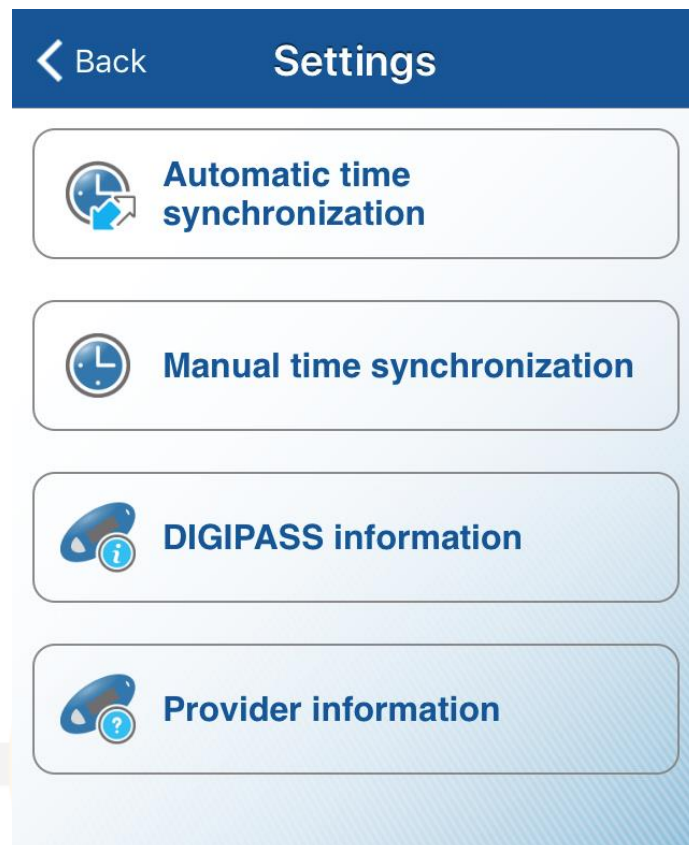 Back
Settings
Automatic time
synchronization
Manual time synchronization
DIGIPASS information
Provider information